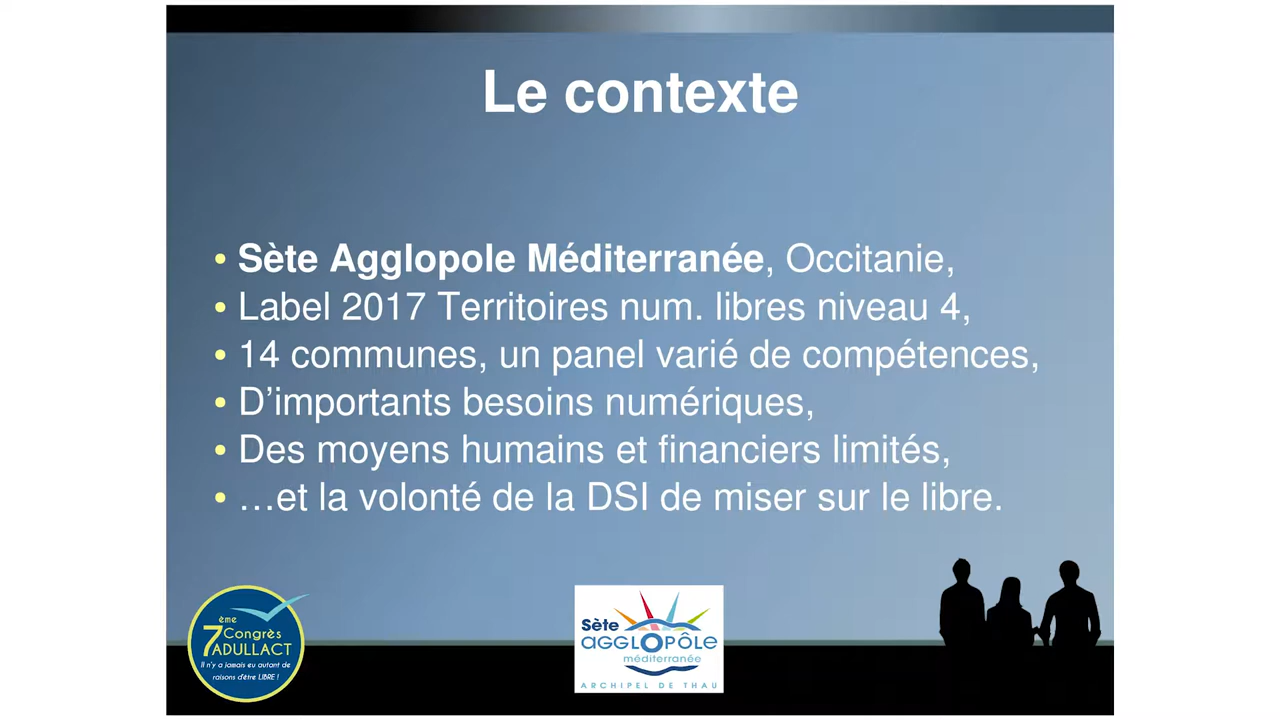 Le contexte
• Sète Agglopole Méditerranée, Occitanie,
• Label 2017 Territoires num. libres niveau 4,
• 14 communes, un panel varié de compétences,
• D’importants besoins numériques,
• Des moyens humains et financiers limités,
• …et la volonté de la DSI de miser sur le libre.
7ème Congrès
ADULLACT
Il n'y a jamais eu autant de
raisons d'être LIBRE !
Sète
agglopôle
méditerranée
ARCHIPEL DE THAU